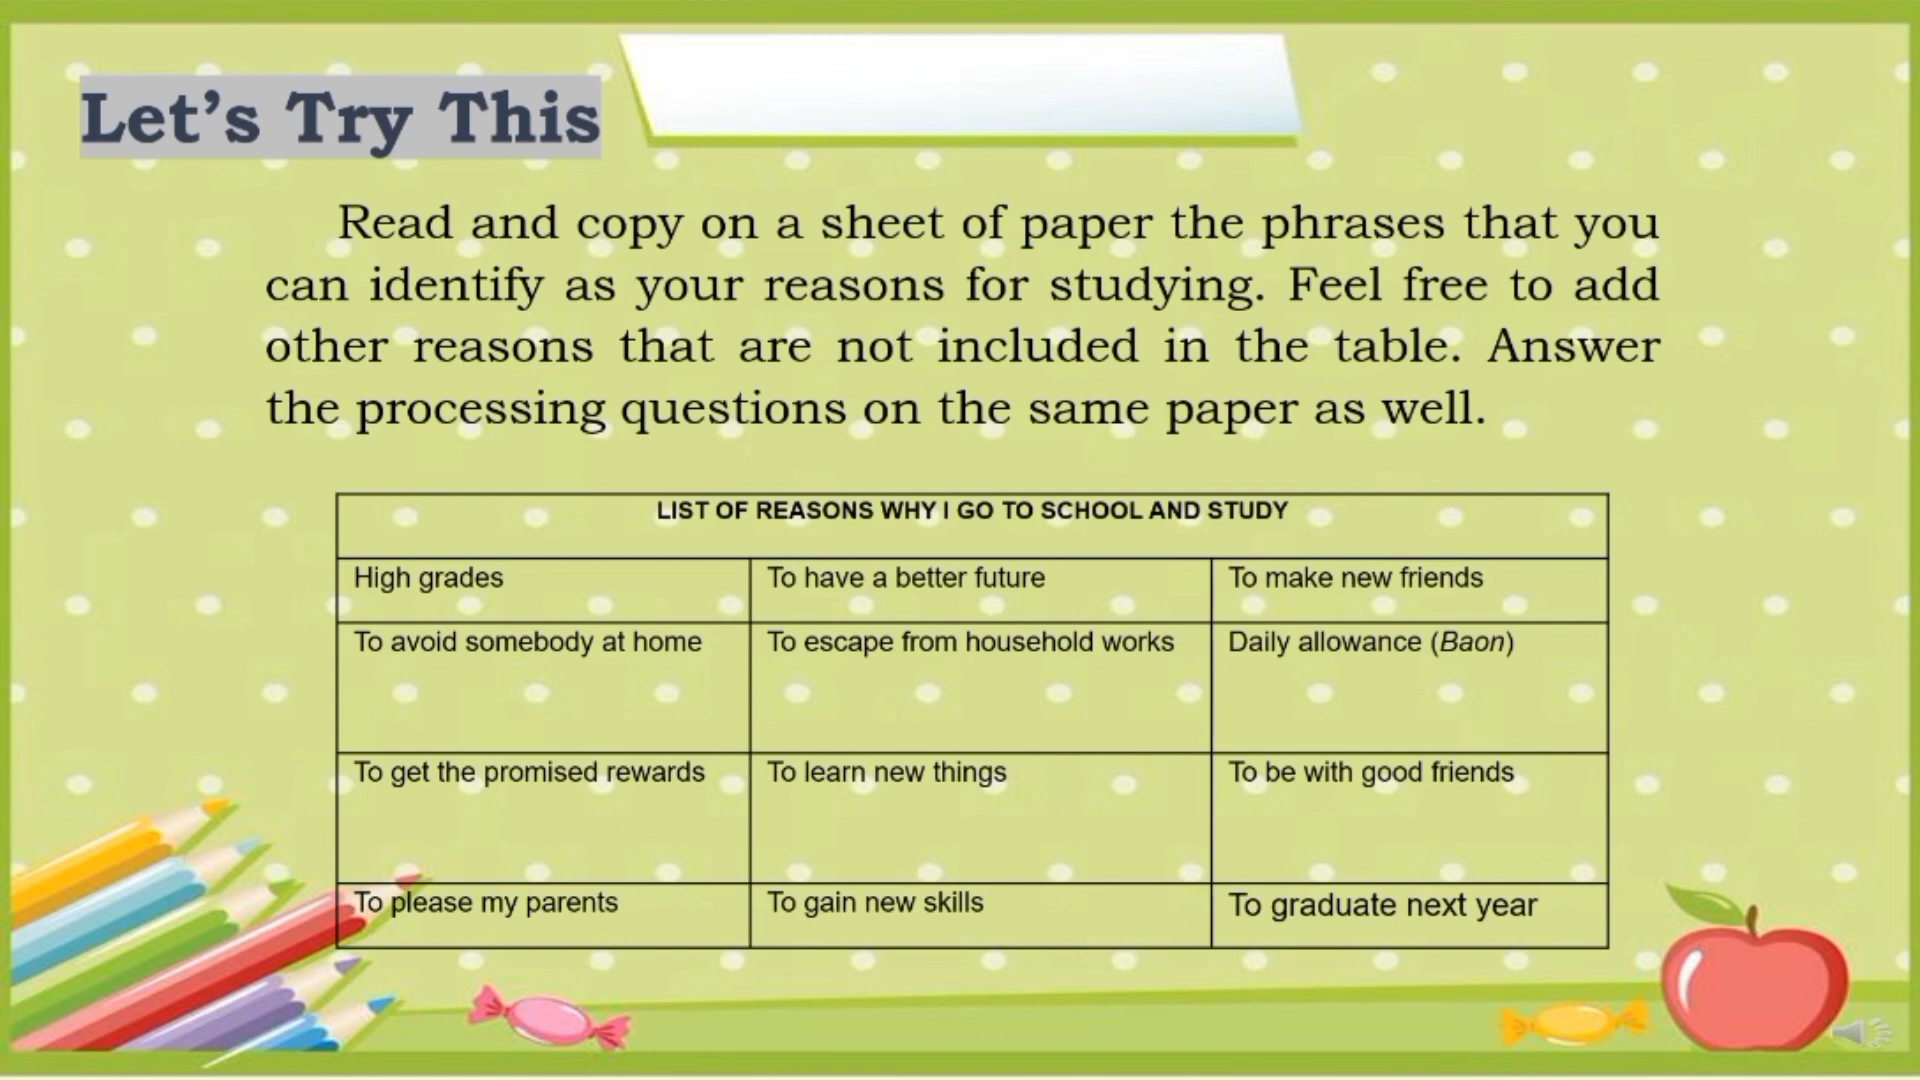 Let's Try This
Read and copy on a sheet of paper the phrases that you
can identify as your reasons for studying. Feel free to add
other reasons that are not included in the table. Answer
the processing questions on the same paper as well.
LIST OF REASONS WHY I GO TO SCHOOL AND STUDY
High grades
To have a better future
To make new friends
To avoid somebody at home
To escape from household works
Daily allowance (Baon)
To get the promised rewards
To learn new things
To be with good friends
To please my parents
To gain new skills
To graduate next year